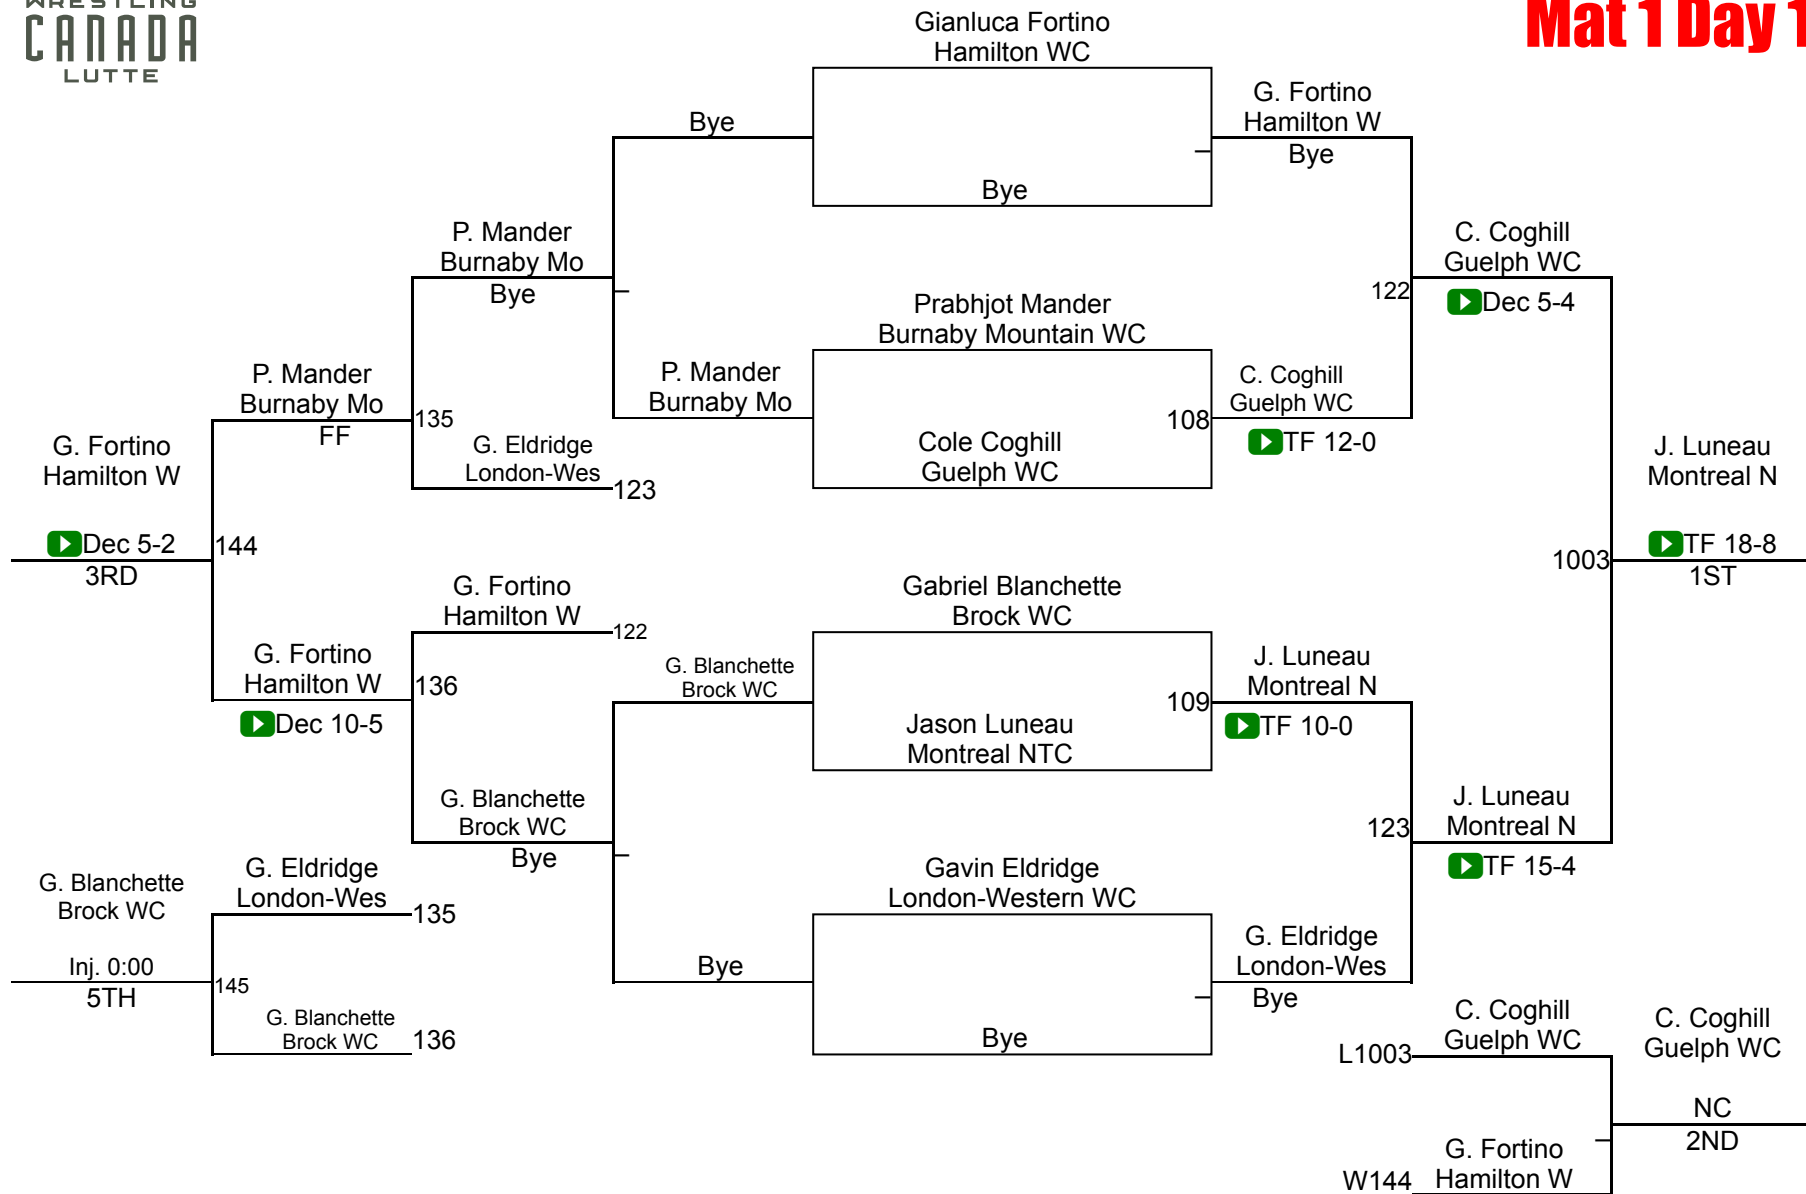 WRESTLING
CANADA
LUTTE
Mat 1 Day 1
Gianluca Fortino
Hamilton WC
Bye
G. Fortino
Hamilton W
Bye
Bye
P. Mander
Burnaby Mo
Bye
C. Coghill
Guelph WC
122
Dec 5-4
Prabhjot Mander
Burnaby Mountain WC
P. Mander
Burnaby Mo
FF
135
P. Mander
Burnaby Mo
C. Coghill
Guelph WC
108
TF 12-0
Cole Coghill
Guelph WC
G. Eldridge
London-Wes
123
G. Fortino
Hamilton W
Dec 5-2
3RD
144
J. Luneau
Montreal N
1003
TF 18-8
1ST
G. Fortino
Hamilton W
122
Gabriel Blanchette
Brock WC
G. Fortino
Hamilton W
136
Dec 10-5
G. Blanchette
Brock WC
109
J. Luneau
Montreal N
TF 10-0
Jason Luneau
Montreal NTC
G. Blanchette
Brock WC
Bye
123
J. Luneau
Montreal N
TF 15-4
G. Blanchette
Brock WC
Inj. 0:00
5TH
G. Eldridge
London-Wes
135
145
G. Blanchette
Brock WC
136
Gavin Eldridge
London-Western WC
Bye
G. Eldridge
London-Wes
Bye
Bye
L1003
C. Coghill
Guelph WC
C. Coghill
Guelph WC
NC
2ND
W144
G. Fortino
Hamilton W